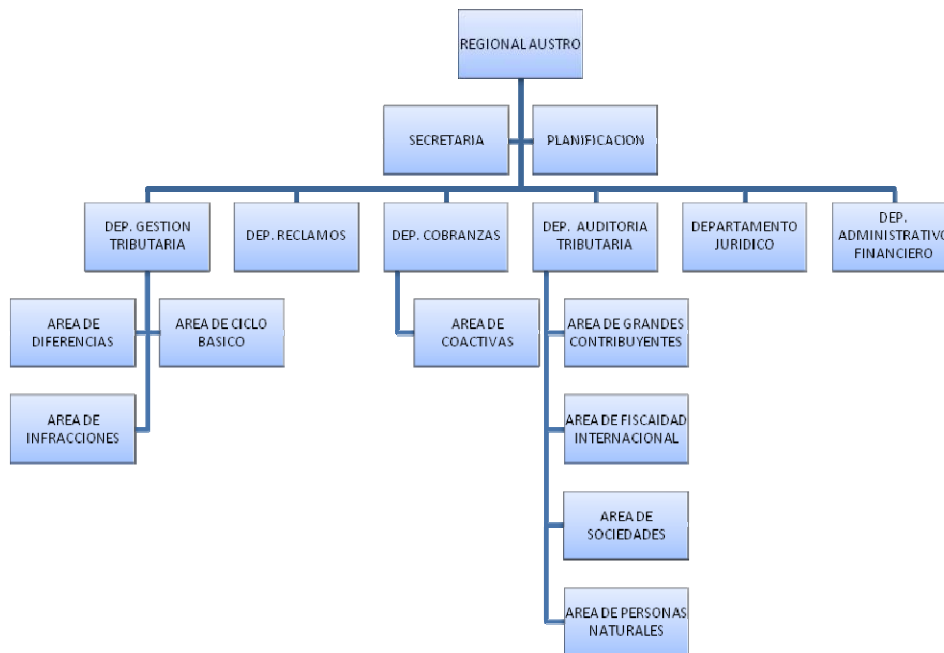 REGIONAL AUSTRO
SECRETARIA
PLANIFICACION
DEP. GESTION
TRIBUTARIA
DEP. RECLAMOS
DEP. COBRANZAS
DEP. AUDITORIA
TRIBUTARIA
DEPARTAMENTO
JURIDICO
DEP.
ADMINISTRATIVO
FINANCIERO
AREA DE
DIFERENCIAS
AREA DE CICLO
BASICO
AREA DE
COACTIVAS
AREA DE GRANDES
CONTRIBUYENTES
AREA DE
INFRACCIONES
AREA DE FISCAIDAD
INTERNACIONAL
AREA DE
SOCIEDADES
AREA DE PERSONAS
NATURALES